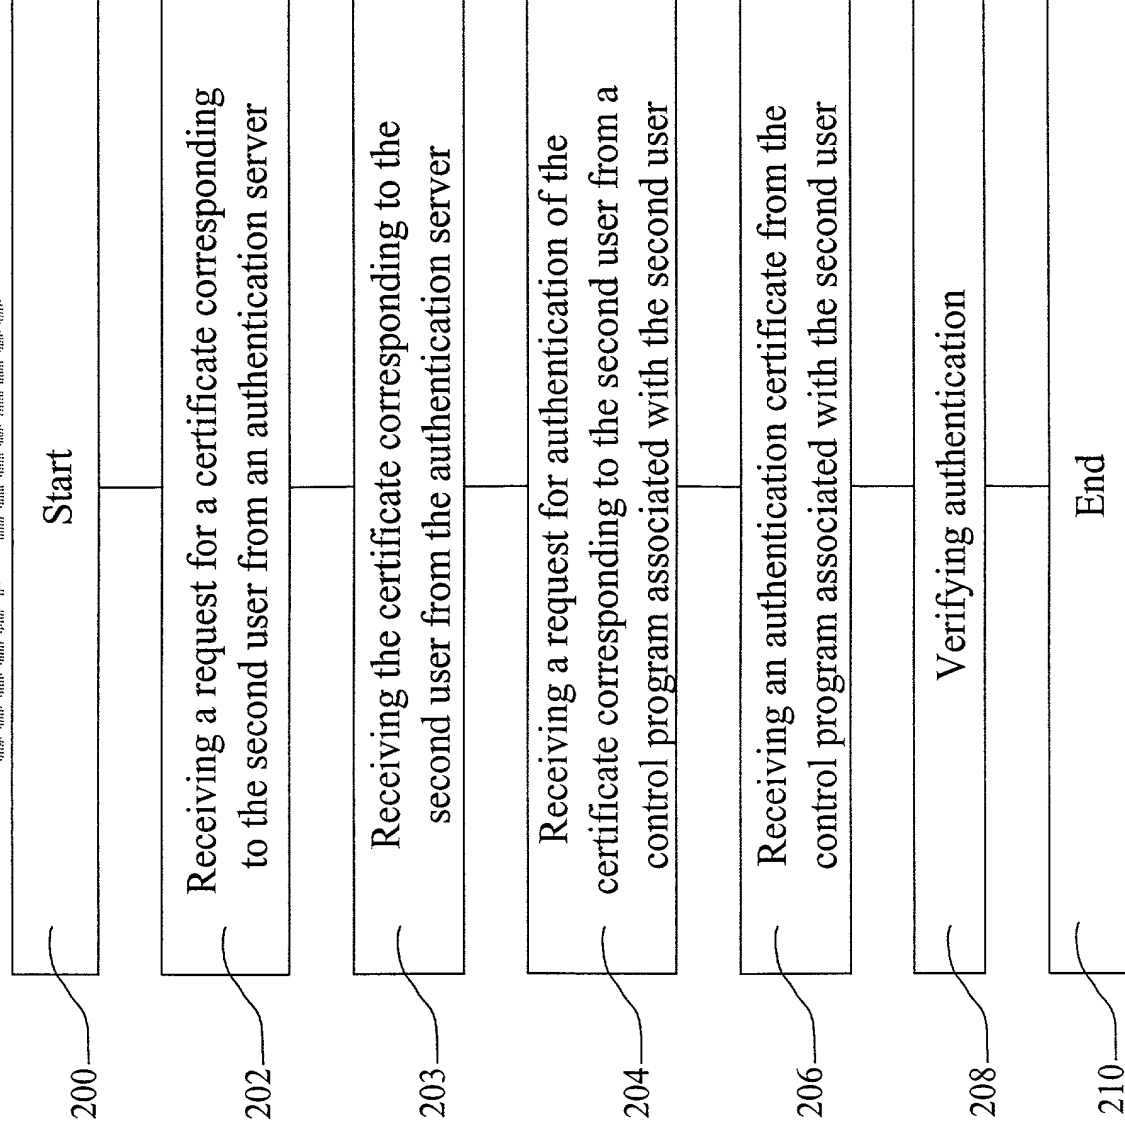 Start
200
Receiving a request for a certificate corresponding
to the second user from an authentication server
202
Receiving the certificate corresponding to the
second user from the authentication server
203
Receiving a request for authentication of the
certificate corresponding to the second user from a
control program associated with the second user
204
Receiving an authentication certificate from the
control program associated with the second user
206
Verifying authentication
208
End
210